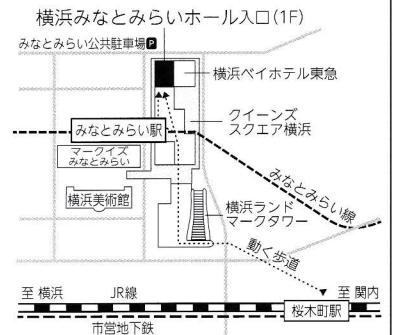 横浜みなとみらいホール入口(1F)
みなとみらい公共駐車場P
横浜ベイホテル東急
クイーンズ
スクエア横浜
みなとみらい駅
マークイズ
みなとみらい
みなとみらい線
横浜美術館
横浜ランド
マークタワー
動く歩道
至 横浜
JR線
至 関内
桜木町駅
市営地下鉄